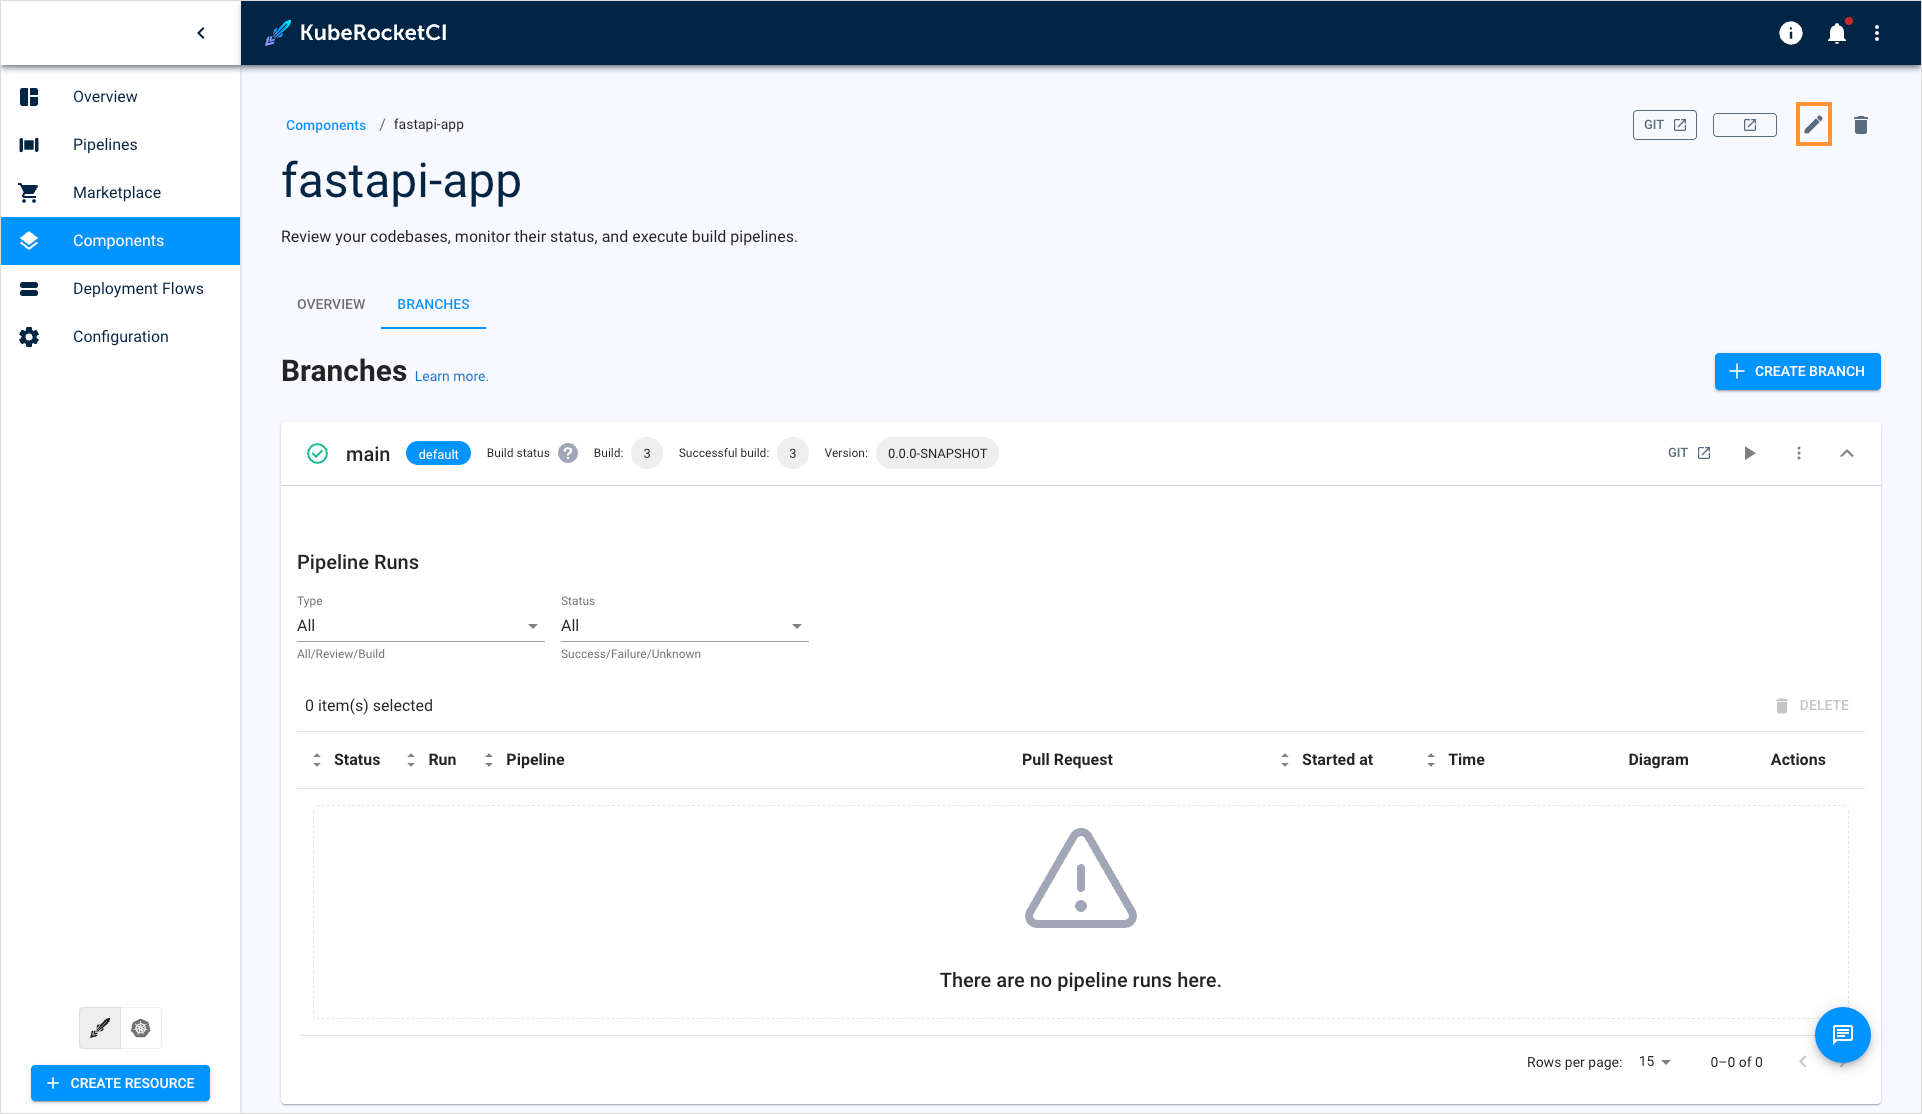 KubeRocketCI
Overview
Pipelines
Marketplace
Components
Deployment Flows
Configuration
CREATE RESOURCE
Components / fastapi-app
GIT
fastapi-app
Review your codebases, monitor their status, and execute build pipelines.
OVERVIEW BRANCHES
Branches Learn more.
CREATE BRANCH
main default Build status ? Build: 3 Successful build: 3 Version: 0.0.0-SNAPSHOT GIT
Pipeline Runs
Type Status
All All
All/Review/Build Success/Failure/Unknown
0 item(s) selected DELETE
Status Run Pipeline Pull Request Started at Time Diagram Actions
There are no pipeline runs here.
Rows per page: 15 0–0 of 0